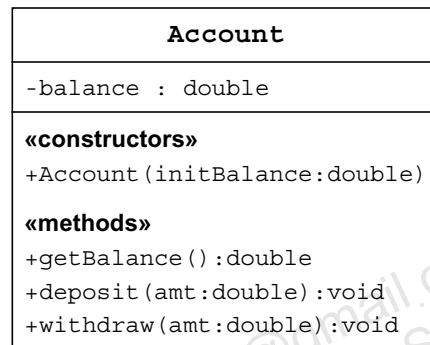 Account
-balance : double
«constructors»
+Account(initBalance:double)
«methods»
+getBalance():double
+deposit(amt:double):void
+withdraw(amt:double):void